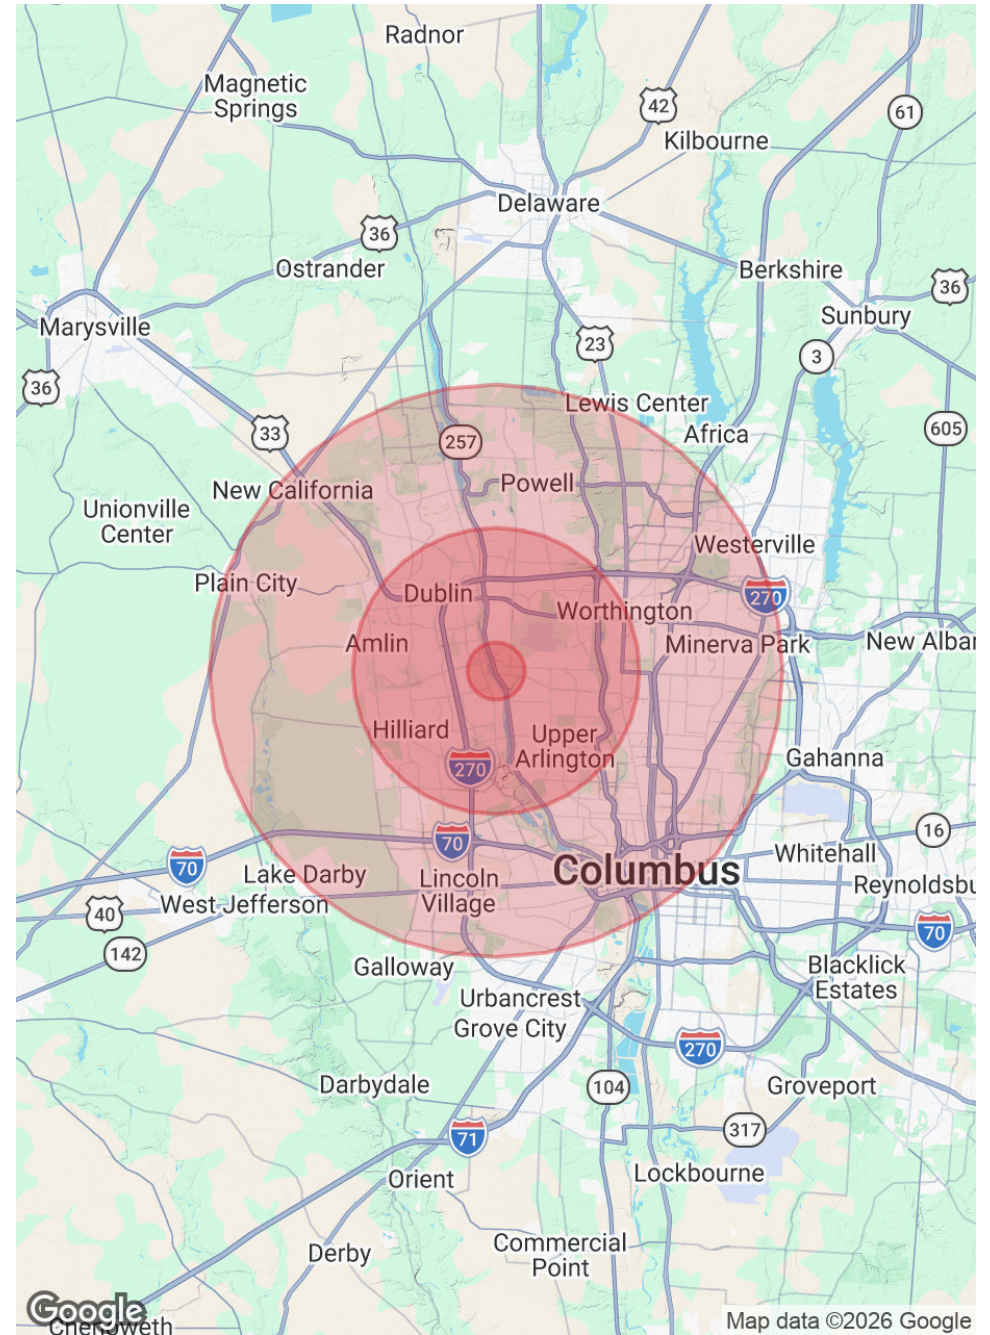 Radnor
Magnetic
Springs
42
61
Kilbourne
Delaware
36
Ostrander
Berkshire
36
Sunbury
Marysville
23
3
36
Lewis Center
33
257
Africa
605
New California
Powell
Unionville
Center
Westerville
Plain City
Dublin
270
Worthington
Amlin
Minerva Park
New Albar
Hilliard
Upper
Arlington
270
Gahanna
70
16
70
Whitehall
Lake Darby
Lincoln
Village
Columbus
Reynoldsbu
40
West Jefferson
70
142
Galloway
Blacklick
Estates
Urbancrest
Grove City
270
Darbydale
104
Groveport
71
317
Orient
Lockbourne
Derby
Commercial
Point
Google
Chenoweth
Map data ©2026 Google